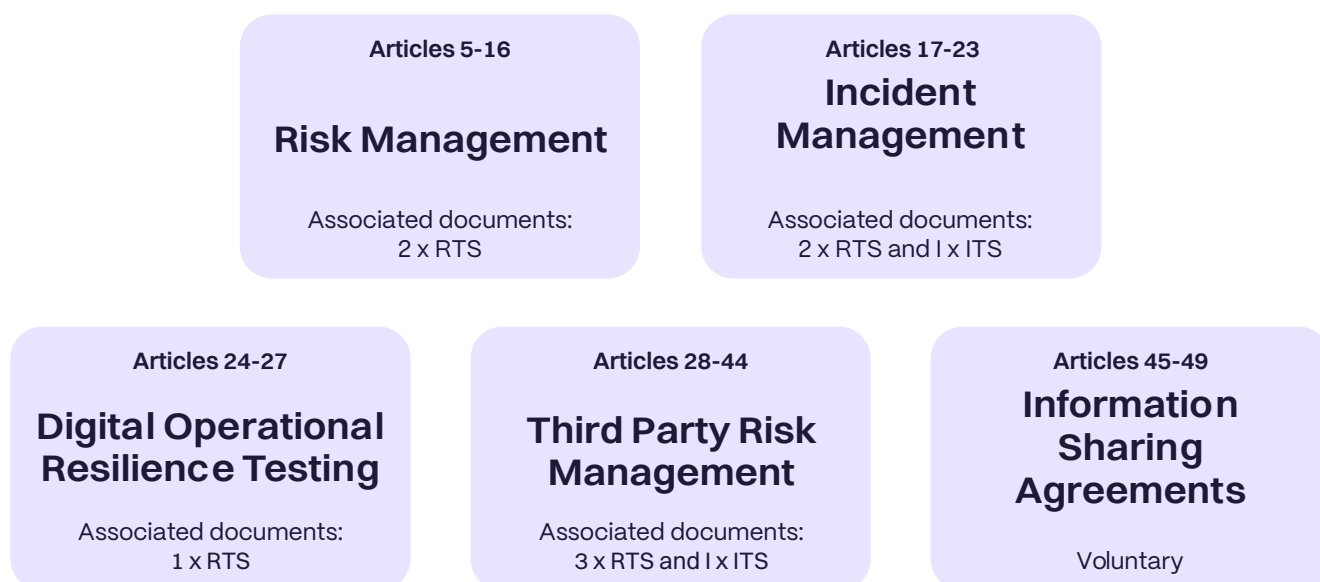 Articles 5-16
Risk Management
Associated documents:
2 x RTS
Articles 17-23
Incident
Management
Associated documents:
2 x RTS and I x ITS
Articles 24-27
Digital Operational
Resilience Testing
Associated documents:
1 x RTS
Articles 28-44
Third Party Risk
Management
Associated documents:
3 x RTS and I x ITS
Articles 45-49
Information
Sharing
Agreements
Voluntary